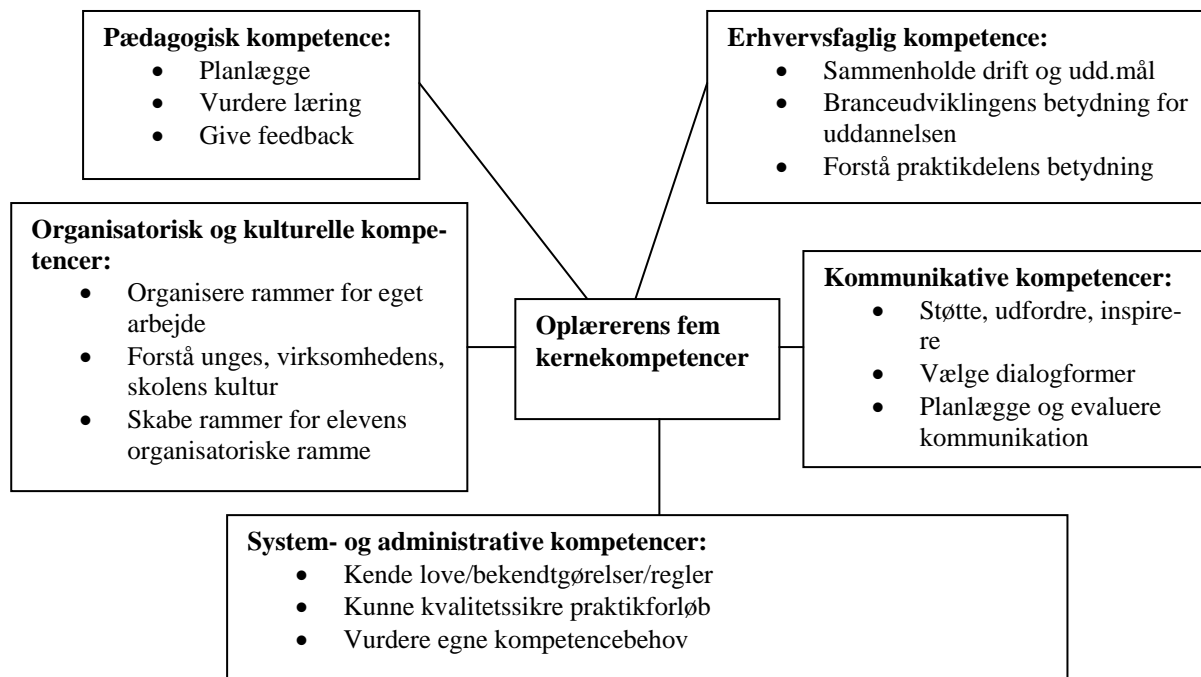 Pædagogisk kompetence:
• Planlægge
• Vurdere læring
• Give feedback
Erhvervsfaglig kompetence:
• Sammenholde drift og udd.mål
• Branceudviklingens betydning for
uddannelsen
• Forstå praktikdelens betydning
Organisatorisk og kulturelle kompe-
tencer:
• Organisere rammer for eget
arbejde
• Forstå unges, virksomhedens,
skolens kultur
• Skabe rammer for elevens
organisatoriske ramme
Oplærerens fem
kernekompetencer
Kommunikative kompetencer:
• Støtte, udfordre, inspire-
re
• Vælge dialogformer
• Planlægge og evaluere
kommunikation
System- og administrative kompetencer:
• Kende love/bekendtgørelser/regler
• Kunne kvalitetssikre praktikforløb
• Vurdere egne kompetencebehov